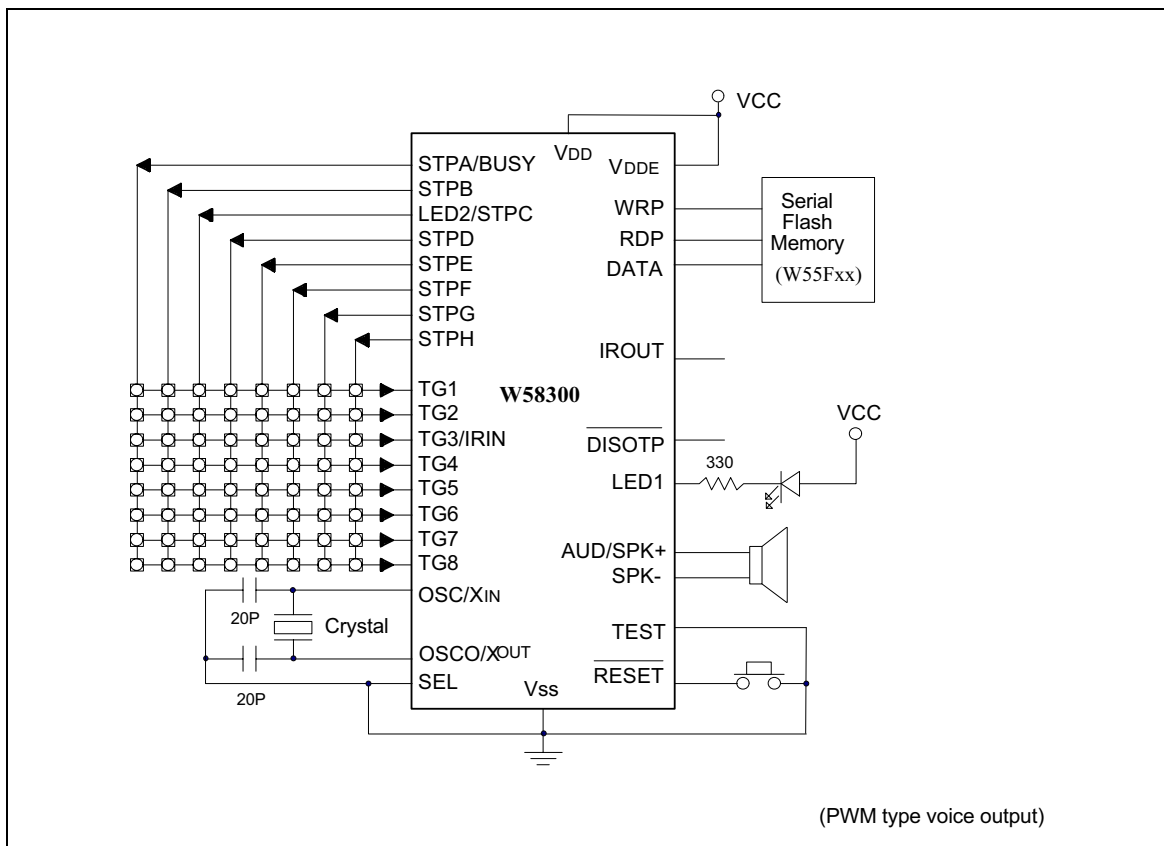 VCC
VDD
VDDE
STPA/BUSY
STPB
LED2/STPC
STPD
STPE
STPF
STPG
STPH
WRP
RDP
DATA
Serial
Flash
Memory
(W55Fxx)
IROUT
TG1
TG2
TG3/IRIN
TG4
TG5
TG6
TG7
TG8
W58300
DISOTP
VCC
LED1
330
AUD/SPK+
SPK-
OSC/XIN
20P
Crystal
OSCO/XOUT
SEL
20P
TEST
RESET
Vss
(PWM type voice output)